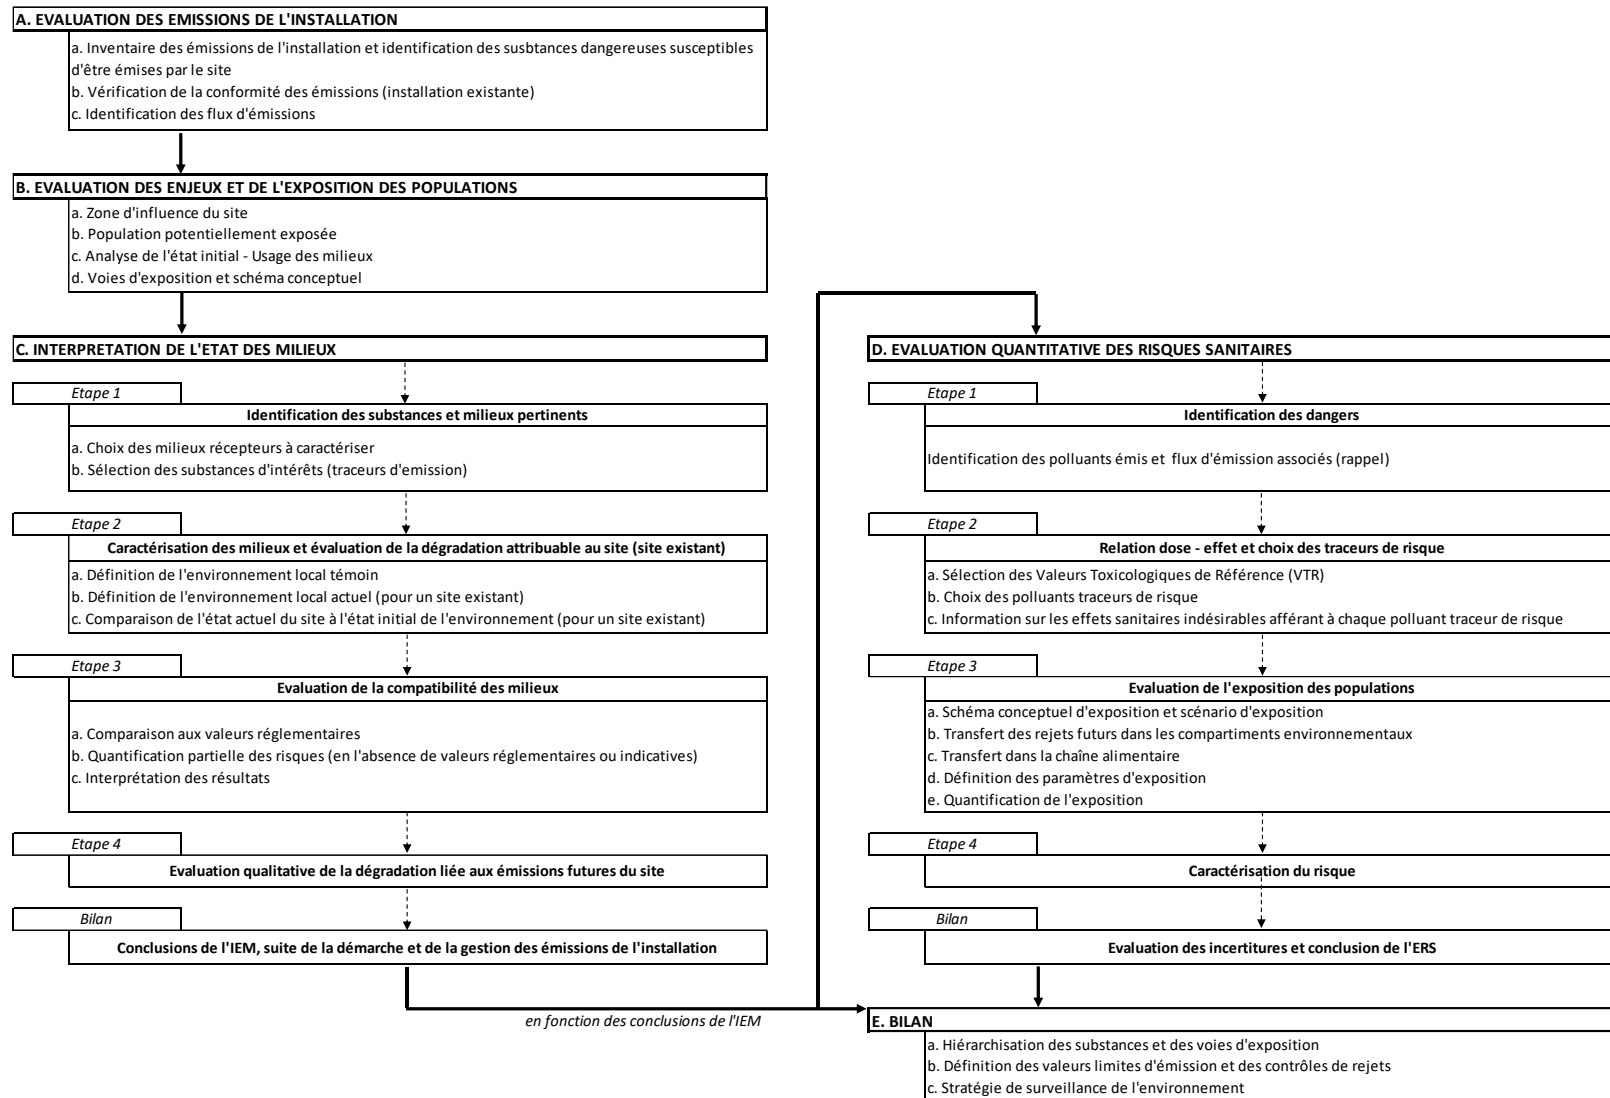 A. EVALUATION DES EMISSIONS DE L'INSTALLATION
a. Inventaire des émissions de l'installation et identification des susbtances dangereuses susceptibles
d'être émises par le site
b. Vérification de la conformité des émissions (installation existante)
c. Identification des flux d'émissions
B. EVALUATION DES ENJEUX ET DE L'EXPOSITION DES POPULATIONS
a. Zone d'influence du site
b. Population potentiellement exposée
c. Analyse de l'état initial - Usage des milieux
d. Voies d'exposition et schéma conceptuel
C. INTERPRETATION DE L'ETAT DES MILIEUX
Etape 1
Identification des substances et milieux pertinents
a. Choix des milieux récepteurs à caractériser
b. Sélection des substances d'intérêts (traceurs d'emission)
Etape 2
Caractérisation des milieux et évaluation de la dégradation attribuable au site (site existant)
a. Définition de l'environnement local témoin
b. Définition de l'environnement local actuel (pour un site existant)
c. Comparaison de l'état actuel du site à l'état initial de l'environnement (pour un site existant)
Etape 3
Evaluation de la compatibilité des milieux
a. Comparaison aux valeurs réglementaires
b. Quantification partielle des risques (en l'absence de valeurs réglementaires ou indicatives)
c. Interprétation des résultats
Etape 4
Evaluation qualitative de la dégradation liée aux émissions futures du site
Bilan
Conclusions de l'IEM, suite de la démarche et de la gestion des émissions de l'installation
en fonction des conclusions de l'IEM
D. EVALUATION QUANTITATIVE DES RISQUES SANITAIRES
Etape 1
Identification des dangers
Identification des polluants émis et flux d'émission associés (rappel)
Etape 2
Relation dose - effet et choix des traceurs de risque
a. Sélection des Valeurs Toxicologiques de Référence (VTR)
b. Choix des polluants traceurs de risque
c. Information sur les effets sanitaires indésirables afférant à chaque polluant traceur de risque
Etape 3
Evaluation de l'exposition des populations
a. Schéma conceptuel d'exposition et scénario d'exposition
b. Transfert des rejets futurs dans les compartiments environnementaux
c. Transfert dans la chaîne alimentaire
d. Définition des paramètres d'exposition
e. Quantification de l'exposition
Etape 4
Caractérisation du risque
Bilan
Evaluation des incertitures et conclusion de l'ERS
E. BILAN
a. Hiérarchisation des substances et des voies d'exposition
b. Définition des valeurs limites d'émission et des contrôles de rejets
c. Stratégie de surveillance de l'environnement